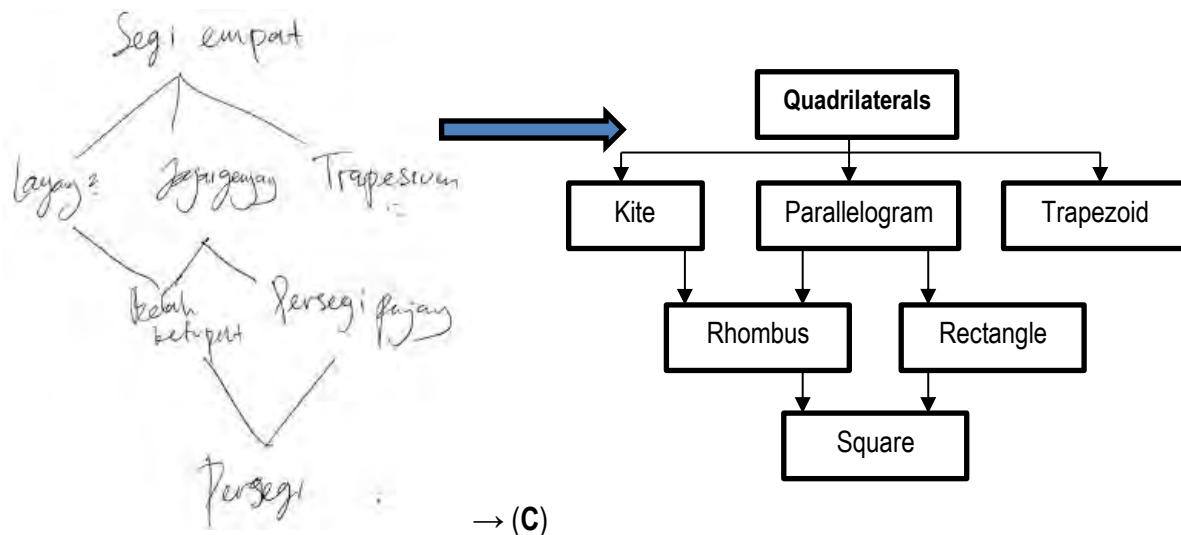 Segi empat
Layang² Jajargenjang Trapesium
Belah Persegi panjang
ketupat
Persegi
Quadrilaterals
Kite Parallelogram Trapezoid
Rhombus Rectangle
Square
→ (C)